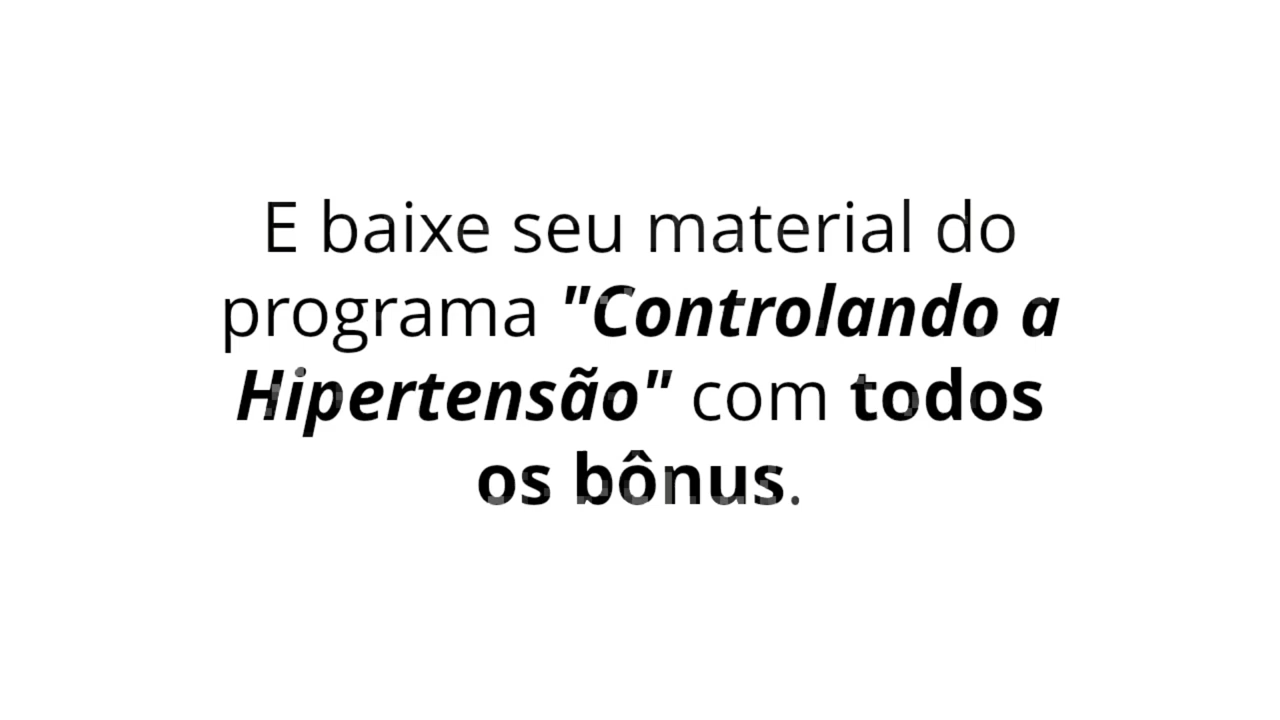 E baixe seu material do
programa "Controlando a
Hipertensão" com todos
os bônus.